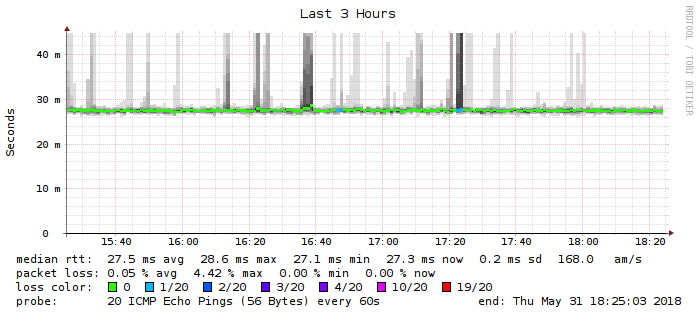 Last 3 Hours
RRDTOOL / TOBI OETIKER
Seconds
40 m
30 m
20 m
10 m
0
15:40 16:00 16:20 16:40 17:00 17:20 17:40 18:00 18:20
median rtt: 27.5 ms avg 28.6 ms max 27.1 ms min 27.3 ms now 0.2 ms sd 168.0 am/s
packet loss: 0.05 % avg 4.42 % max 0.00 % min 0.00 % now
loss color: 0 1/20 2/20 3/20 4/20 10/20 19/20
probe: 20 ICMP Echo Pings (56 Bytes) every 60s end: Thu May 31 18:25:03 2018